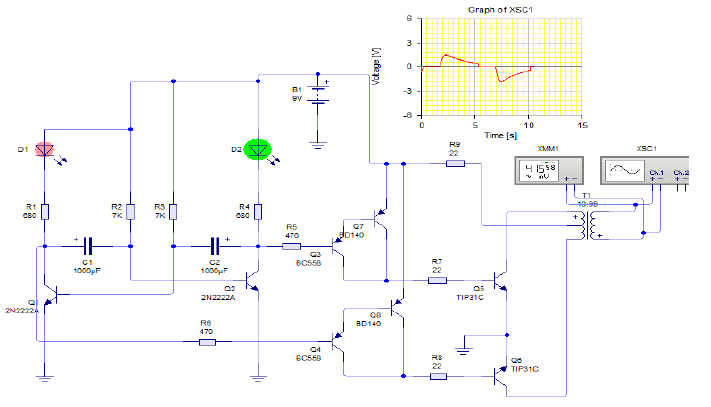 Graph of XSC1
Voltage [V]
6
3
0
-3
-6
0 5 10 15
Time [s]
B1
9V
D1
D2
R9
22
XMM1
XSC1
mV
Ch.1 Ch.2
T1
10.99
R1
680
R2
7K
R3
7K
R4
680
R5
470
Q7
BD140
Q3
BC558
C1
1000µF
C2
1000µF
Q1
2N2222A
Q2
2N2222A
R7
22
Q5
TIP31C
Q8
BD140
R6
470
Q4
BC558
R8
22
Q6
TIP31C